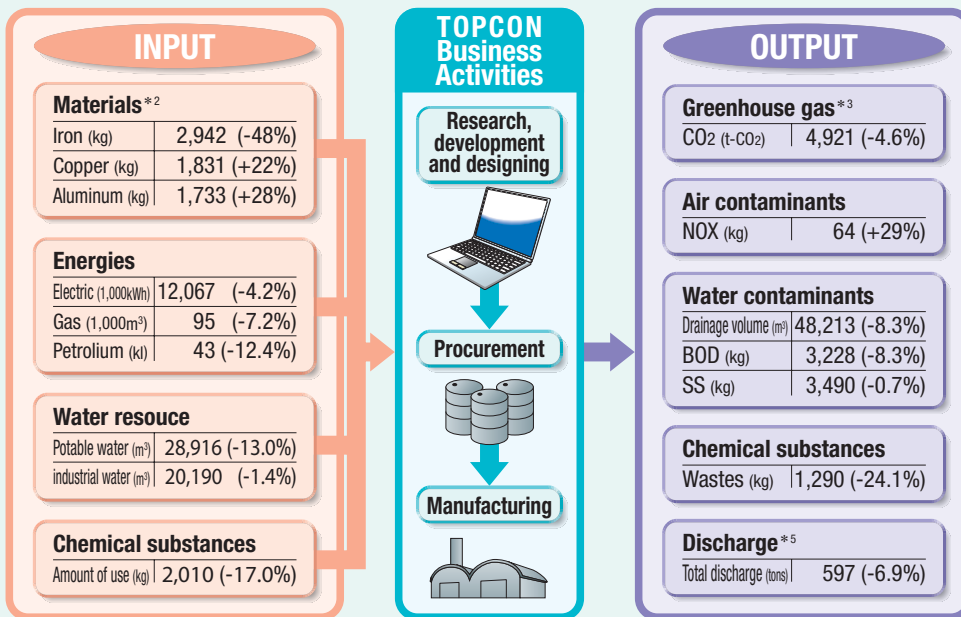 INPUT
Materials*2
Iron (kg) 2,942 (-48%)
Copper (kg) 1,831 (+22%)
Aluminum (kg) 1,733 (+28%)
Energies
Electric (1,000kWh) 12,067 (-4.2%)
Gas (1,000m³) 95 (-7.2%)
Petrolium (kl) 43 (-12.4%)
Water resouce
Potable water (m³) 28,916 (-13.0%)
industrial water (m³) 20,190 (-1.4%)
Chemical substances
Amount of use (kg) 2,010 (-17.0%)
TOPCON
Business
Activities
Research,
development
and designing
Procurement
Manufacturing
OUTPUT
Greenhouse gas*3
CO2 (t-CO2) 4,921 (-4.6%)
Air contaminants
NOX (kg) 64 (+29%)
Water contaminants
Drainage volume (m³) 48,213 (-8.3%)
BOD (kg) 3,228 (-8.3%)
SS (kg) 3,490 (-0.7%)
Chemical substances
Wastes (kg) 1,290 (-24.1%)
Discharge*5
Total discharge (tons) 597 (-6.9%)